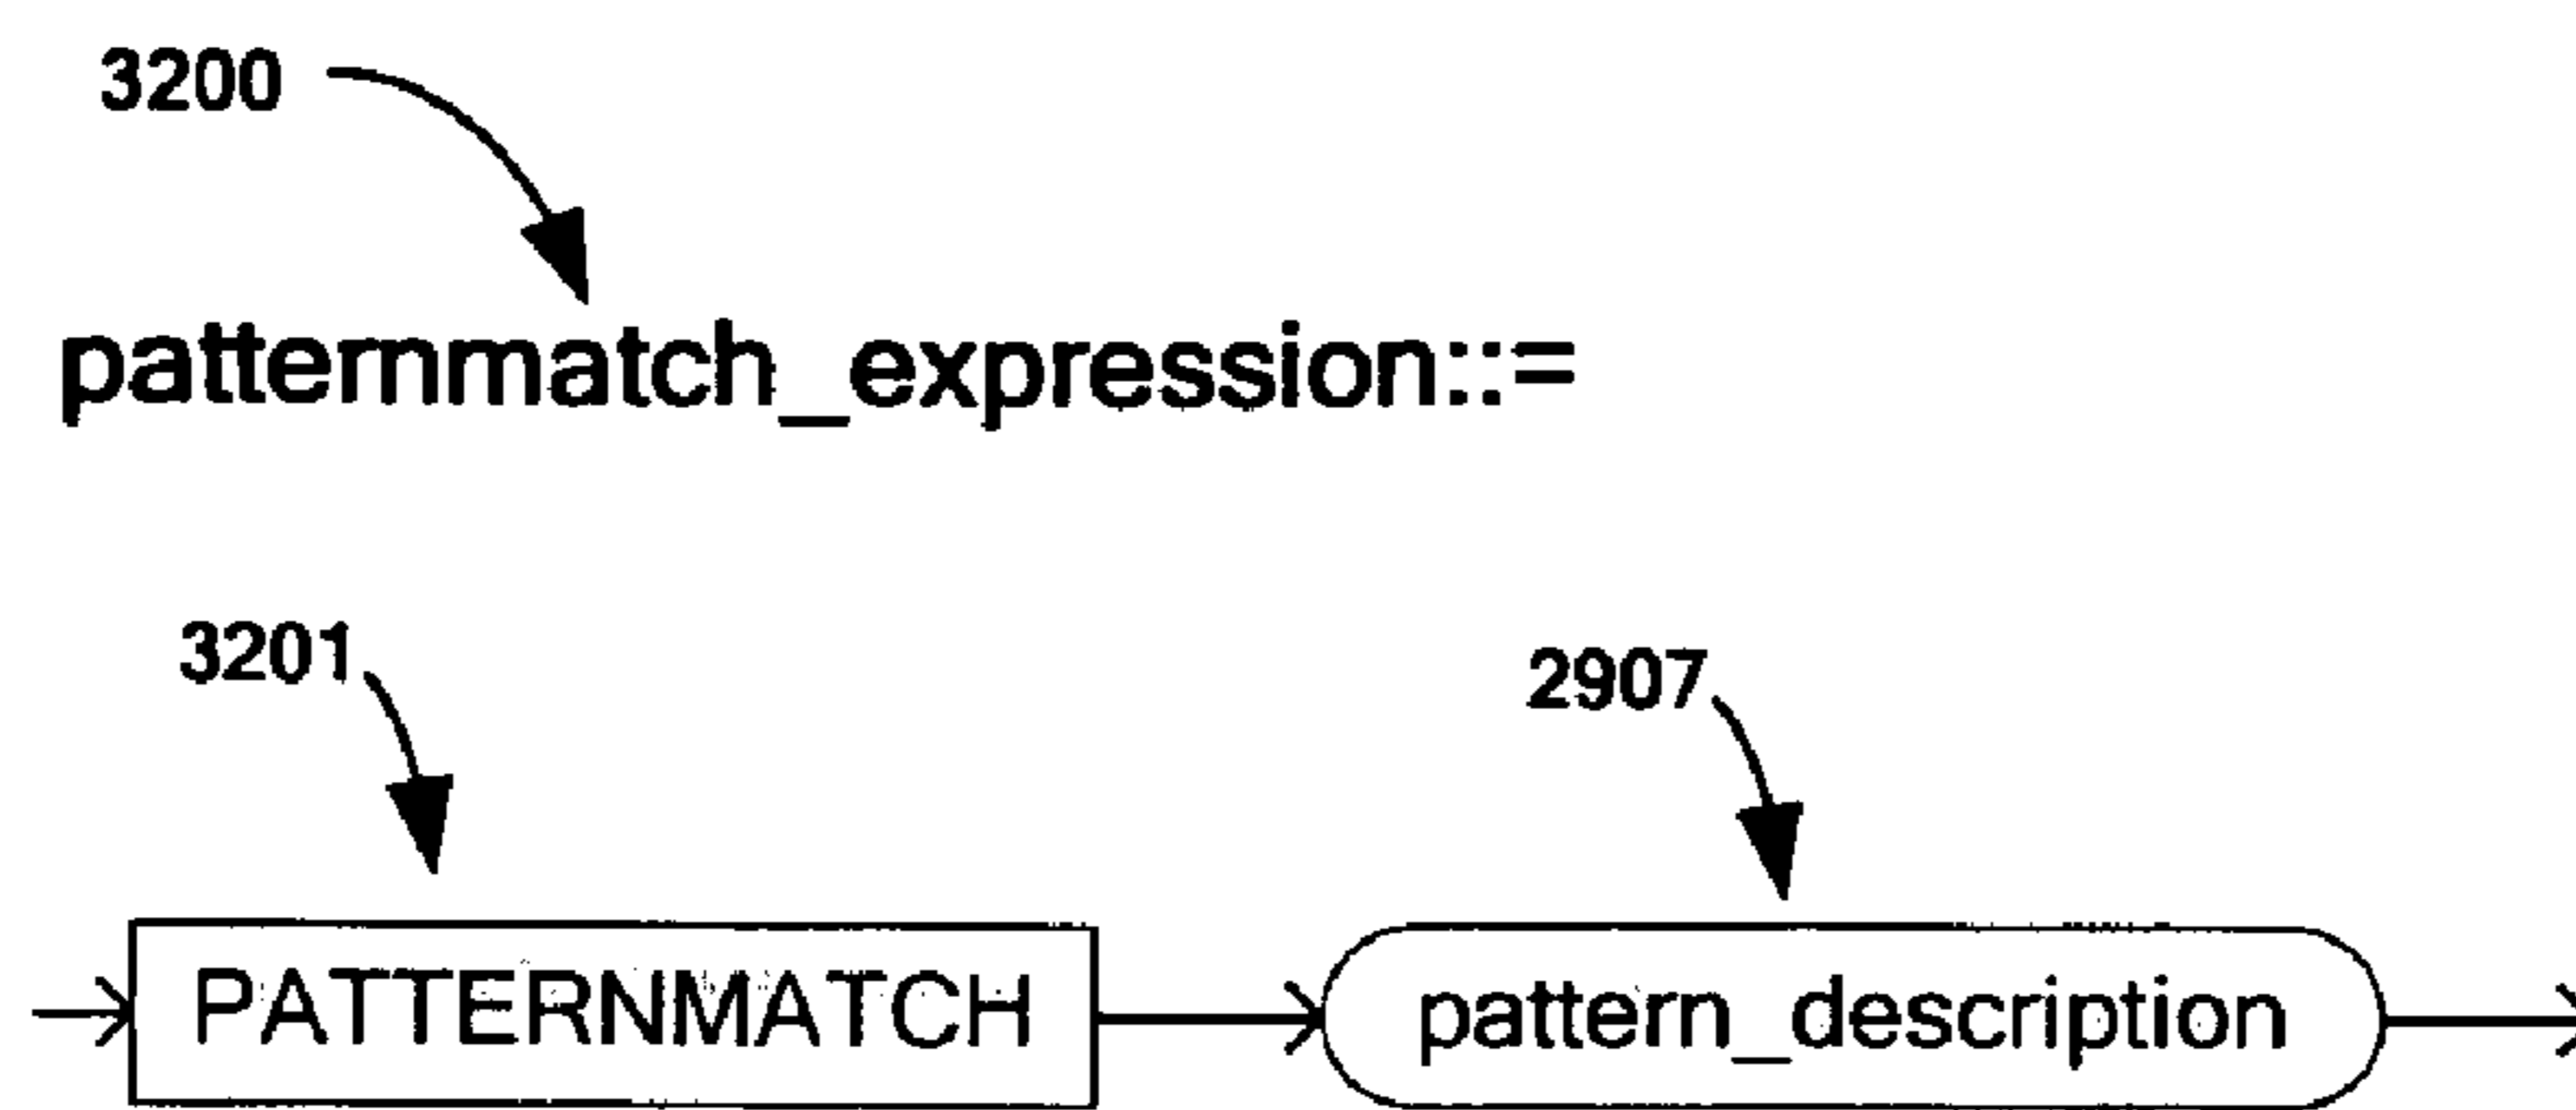 3200
patternmatch_expression::=
3201
2907
PATTERNMATCH
pattern_description